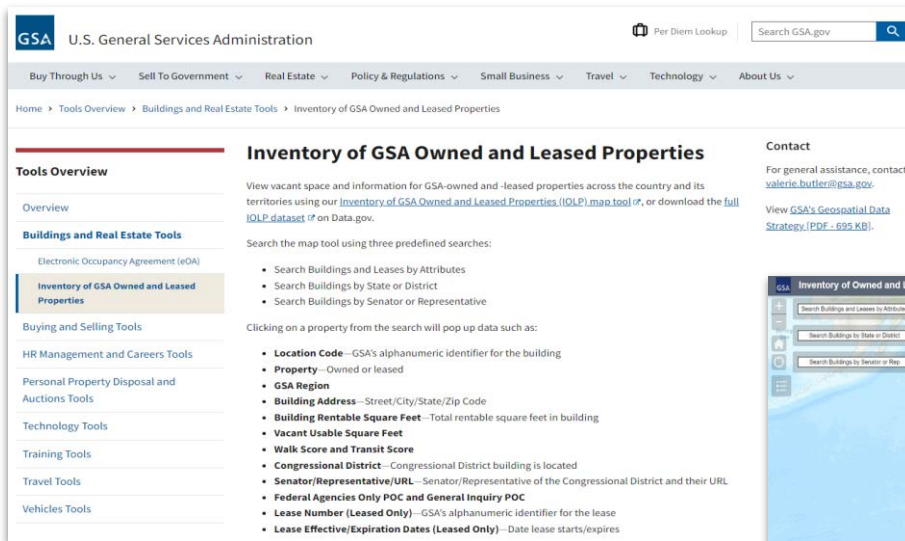 GSA U.S. General Services Administration
Per Diem Lookup
Search GSA.gov
Buy Through Us Sell To Government Real Estate Policy & Regulations Small Business Travel Technology About Us
Home Tools Overview Buildings and Real Estate Tools Inventory of GSA Owned and Leased Properties
Tools Overview
Overview
Buildings and Real Estate Tools
Electronic Occupancy Agreement (eOA)
Inventory of GSA Owned and Leased
Properties
Buying and Selling Tools
HR Management and Careers Tools
Personal Property Disposal and
Auctions Tools
Technology Tools
Training Tools
Travel Tools
Vehicles Tools
Inventory of GSA Owned and Leased Properties
View vacant space and information for GSA-owned and -leased properties across the country and its
territories using our Inventory of GSA Owned and Leased Properties (IOLP) map tool, or download the full
IOLP dataset on Data.gov.
Search the map tool using three predefined searches:
• Search Buildings and Leases by Attributes
• Search Buildings by State or District
• Search Buildings by Senator or Representative
Clicking on a property from the search will pop up data such as:
• Location Code—GSA's alphanumeric identifier for the building
• Property—Owned or leased
• GSA Region
• Building Address—Street/City/State/Zip Code
• Building Rentable Square Feet—Total rentable square feet in building
• Vacant Usable Square Feet
• Walk Score and Transit Score
• Congressional District—Congressional District building is located
• Senator/Representative/URL—Senator/Representative of the Congressional District and their URL
• Federal Agencies Only POC and General Inquiry POC
• Lease Number (Leased Only)—GSA's alphanumeric identifier for the lease
• Lease Effective/Expiration Dates (Leased Only)—Date lease starts/expires
Contact
For general assistance, contact
valerie.butler@gsa.gov.
View GSA's Geospatial Data
Strategy [PDF - 695 KB].
GSA Inventory of Owned and L
Search Buildings and Leases by Attribute
Search Buildings by State or District
Search Buildings by Senator or Rep